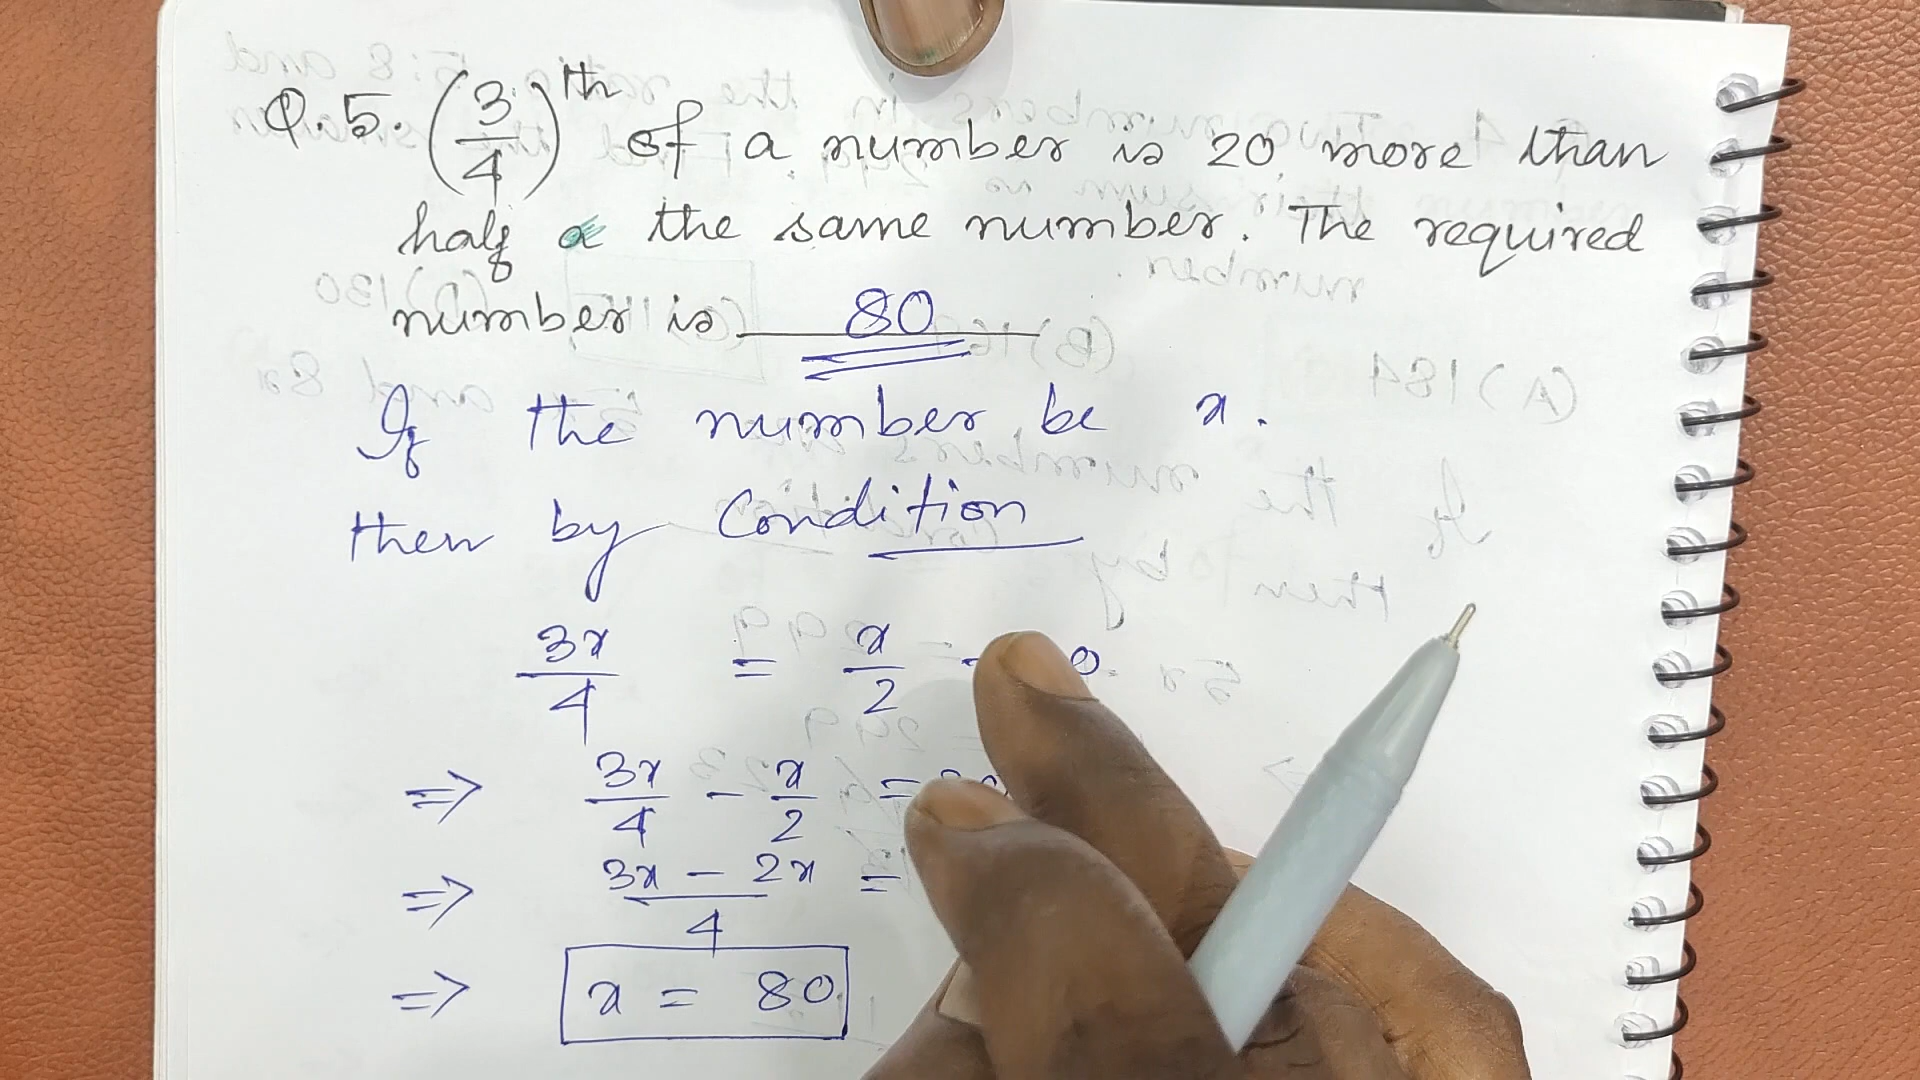 Q.5. (3/4)th of a number is 20 more than
half the same number. The required
number is 80
If the number be x.
then by Condition
3x/4 = x/2
⇒ 3x/4 - x/2 =
⇒ 3x - 2x/4 =
⇒ x = 80